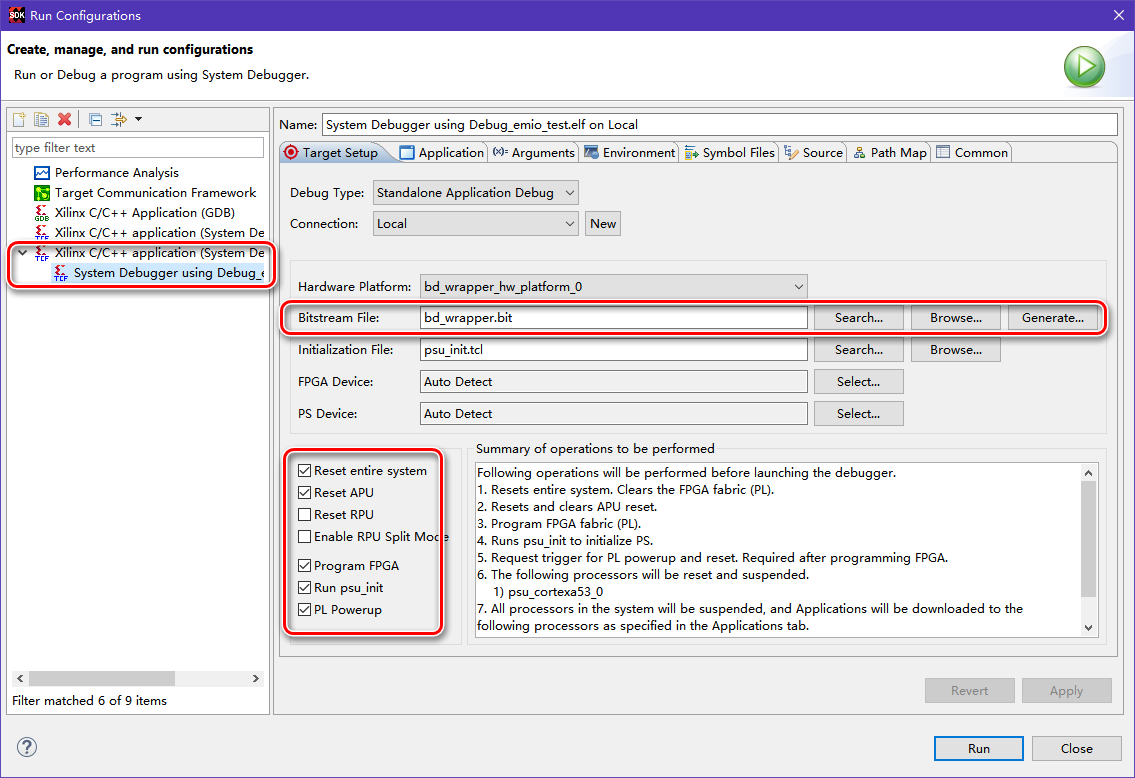 SDK Run Configurations
Create, manage, and run configurations
Run or Debug a program using System Debugger.
type filter text
Performance Analysis
Target Communication Framework
GDB Xilinx C/C++ Application (GDB)
TCF Xilinx C/C++ application (System De
TCF Xilinx C/C++ application (System De
TCF System Debugger using Debug_e
Filter matched 6 of 9 items
Name: System Debugger using Debug_emio_test.elf on Local
Target Setup Application (x)= Arguments Environment Symbol Files Source Path Map Common
Debug Type: Standalone Application Debug
Connection: Local New
Hardware Platform: bd_wrapper_hw_platform_0
Bitstream File: bd_wrapper.bit Search... Browse... Generate...
Initialization File: psu_init.tcl Search... Browse...
FPGA Device: Auto Detect Select...
PS Device: Auto Detect Select...
Reset entire system
Reset APU
Reset RPU
Enable RPU Split Mode
Program FPGA
Run psu_init
PL Powerup
Summary of operations to be performed
Following operations will be performed before launching the debugger.
1. Resets entire system. Clears the FPGA fabric (PL).
2. Resets and clears APU reset.
3. Program FPGA fabric (PL).
4. Runs psu_init to initialize PS.
5. Request trigger for PL powerup and reset. Required after programming FPGA.
6. The following processors will be reset and suspended.
1) psu_cortexa53_0
7. All processors in the system will be suspended, and Applications will be downloaded to the
following processors as specified in the Applications tab.
Revert Apply
? Run Close